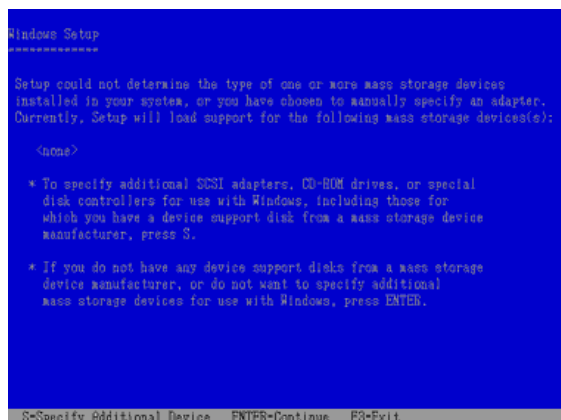 Windows Setup
=============
Setup could not determine the type of one or more mass storage devices
installed in your system, or you have chosen to manually specify an adapter.
Currently, Setup will load support for the following mass storage devices(s):
<none>
* To specify additional SCSI adapters, CD-ROM drives, or special
disk controllers for use with Windows, including those for
which you have a device support disk from a mass storage device
manufacturer, press S.
* If you do not have any device support disks from a mass storage
device manufacturer, or do not want to specify additional
mass storage devices for use with Windows, press ENTER.
S=Specify Additional Device ENTER=Continue F3=Exit